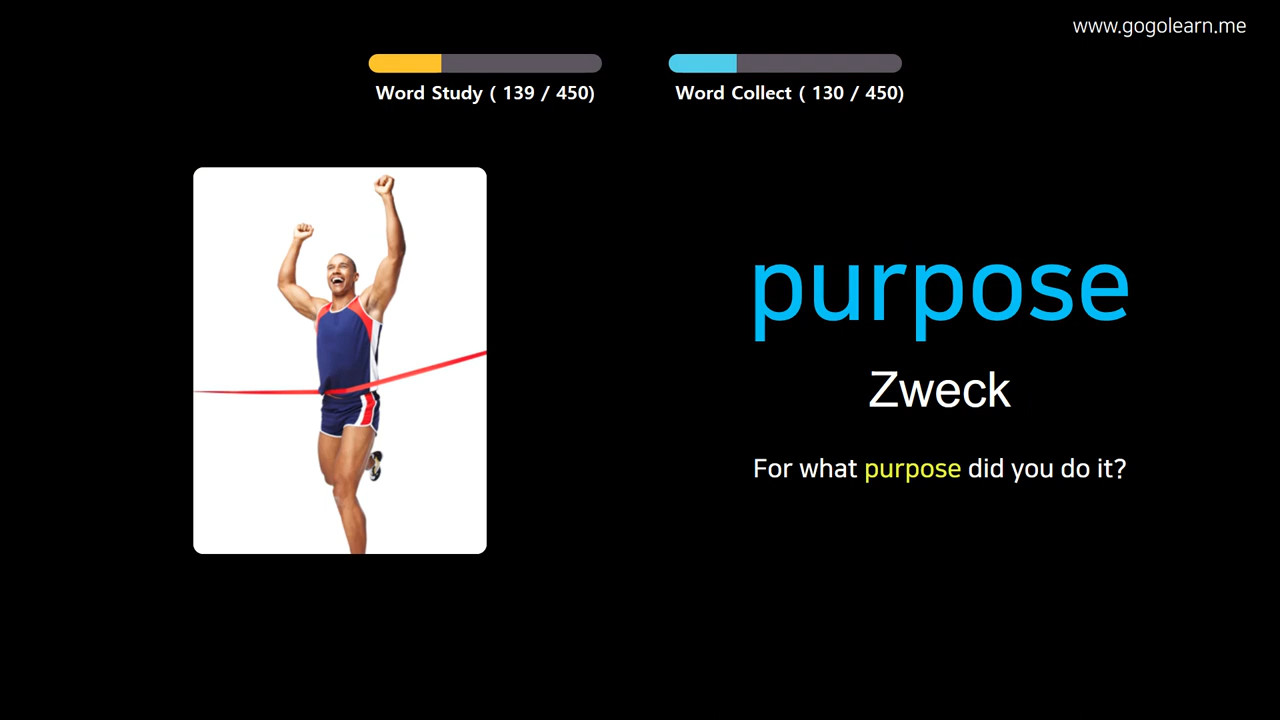 www.gogolearn.me
Word Study ( 139 / 450)
Word Collect ( 130 / 450)
purpose
Zweck
For what purpose did you do it?